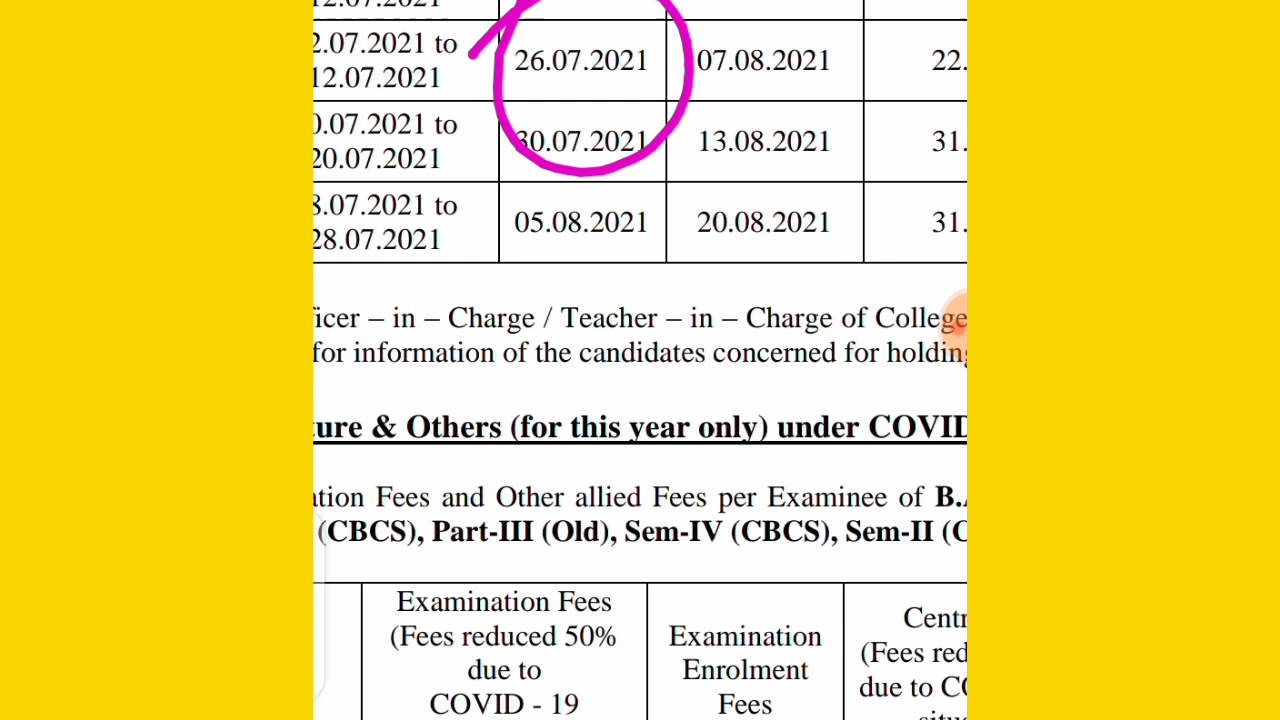 12.07.2021
2.07.2021 to
12.07.2021
26.07.2021
07.08.2021
22.
0.07.2021 to
20.07.2021
30.07.2021
13.08.2021
31.
8.07.2021 to
28.07.2021
05.08.2021
20.08.2021
31.
icer – in – Charge / Teacher – in – Charge of College
for information of the candidates concerned for holding
ture & Others (for this year only) under COVID
ation Fees and Other allied Fees per Examinee of B.A
(CBCS), Part-III (Old), Sem-IV (CBCS), Sem-II (C
Examination Fees
(Fees reduced 50%
due to
COVID - 19
Examination
Enrolment
Fees
Centr
(Fees red
due to CO
situ